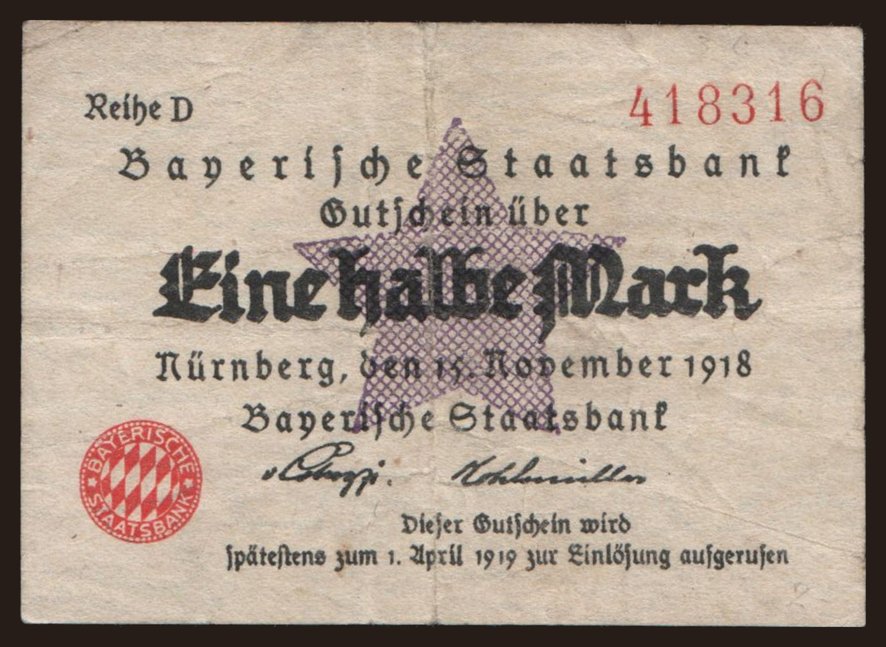 Reihe D
418316
Bayerische Staatsbank
Gutschein über
Eine halbe Mark
Nürnberg, den 15. November 1918
Bayerische Staatsbank
BAYERISCHE STAATSBANK
Dieser Gutschein wird
spätestens zum 1. April 1919 zur Einlösung aufgerufen